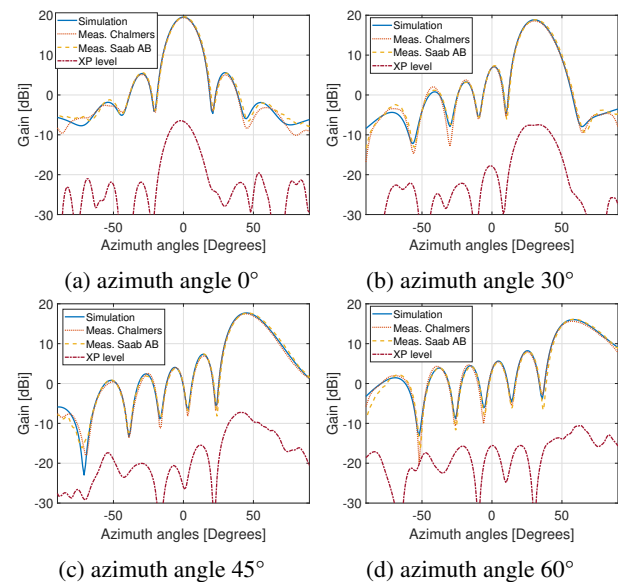 Simulation
Meas. Chalmers
Meas. Saab AB
XP level
Gain [dBi]
20
10
0
-10
-20
-30
-50 0 50
Azimuth angles [Degrees]
(a) azimuth angle 0°
Simulation
Meas. Chalmers
Meas. Saab AB
XP level
Gain [dBi]
20
10
0
-10
-20
-30
-50 0 50
Azimuth angles [Degrees]
(b) azimuth angle 30°
Simulation
Meas. Chalmers
Meas. Saab AB
XP level
Gain [dBi]
20
10
0
-10
-20
-30
-50 0 50
Azimuth angles [Degrees]
(c) azimuth angle 45°
Simulation
Meas. Chalmers
Meas. Saab AB
XP level
Gain [dBi]
20
10
0
-10
-20
-30
-50 0 50
Azimuth angles [Degrees]
(d) azimuth angle 60°